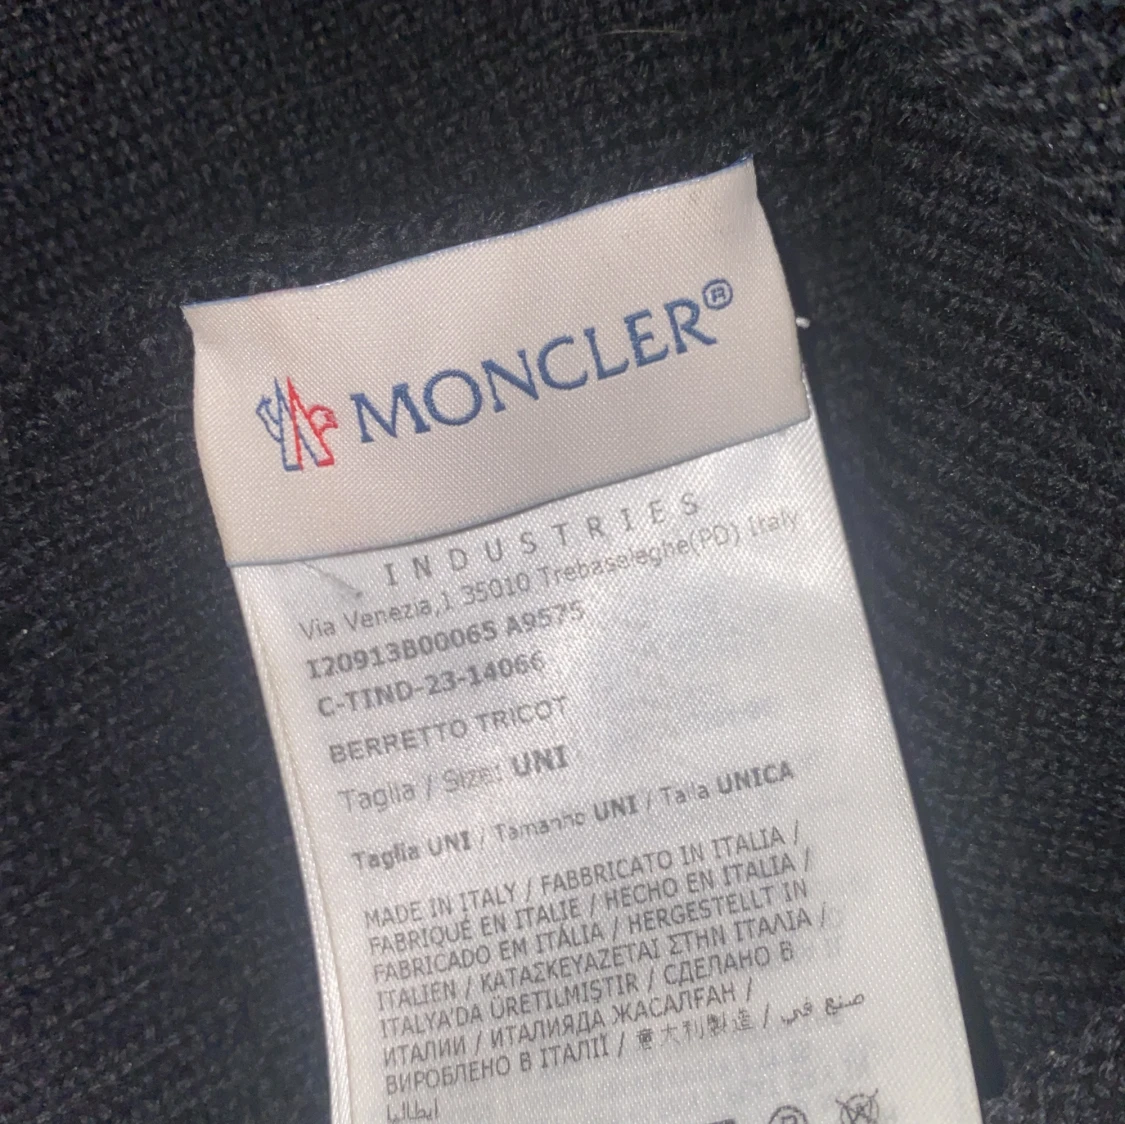 MONCLER®
INDUSTRIES
Via Venezia,1 35010 Trebaseleghe(PD) Italy
I20913B00065 A9575
C-TIND-23-14066
BERRETTO TRICOT
Taglia / Size: UNI
Taglia UNI / Tamanho UNI / Talla UNICA
MADE IN ITALY / FABBRICATO IN ITALIA /
FABRIQUÉ EN ITALIE / HECHO EN ITALIA /
FABRICADO EM ITÁLIA / HERGESTELLT IN
ITALIEN / ΚΑΤΑΣΚΕΥΑΖΕΤΑΙ ΣΤΗΝ ΙΤΑΛΙΑ /
ITALYA'DA ÜRETILMIŞTIR / СДЕЛАНО В
ИТАЛИИ / ИТАЛИЯДА ЖАСАЛҒАН /
ВИРОБЛЕНО В ІТАЛІЇ / 意大利製造 / صنع في
ايطاليا